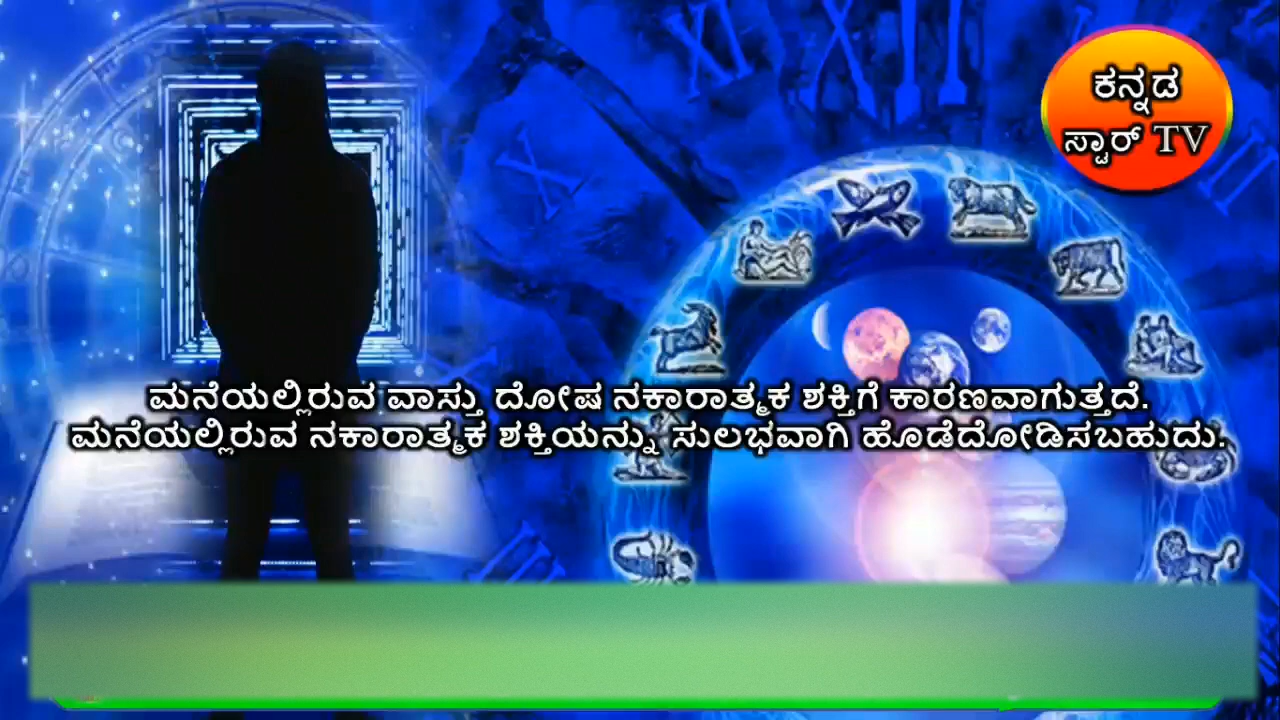 ಕನ್ನಡ
ಸ್ಟಾರ್ TV
ಮನೆಯಲ್ಲಿರುವ ವಾಸ್ತು ದೋಷ ನಕಾರಾತ್ಮಕ ಶಕ್ತಿಗೆ ಕಾರಣವಾಗುತ್ತದೆ.
ಮನೆಯಲ್ಲಿರುವ ನಕಾರಾತ್ಮಕ ಶಕ್ತಿಯನ್ನು ಸುಲಭವಾಗಿ ಹೊಡೆದೋಡಿಸಬಹುದು.